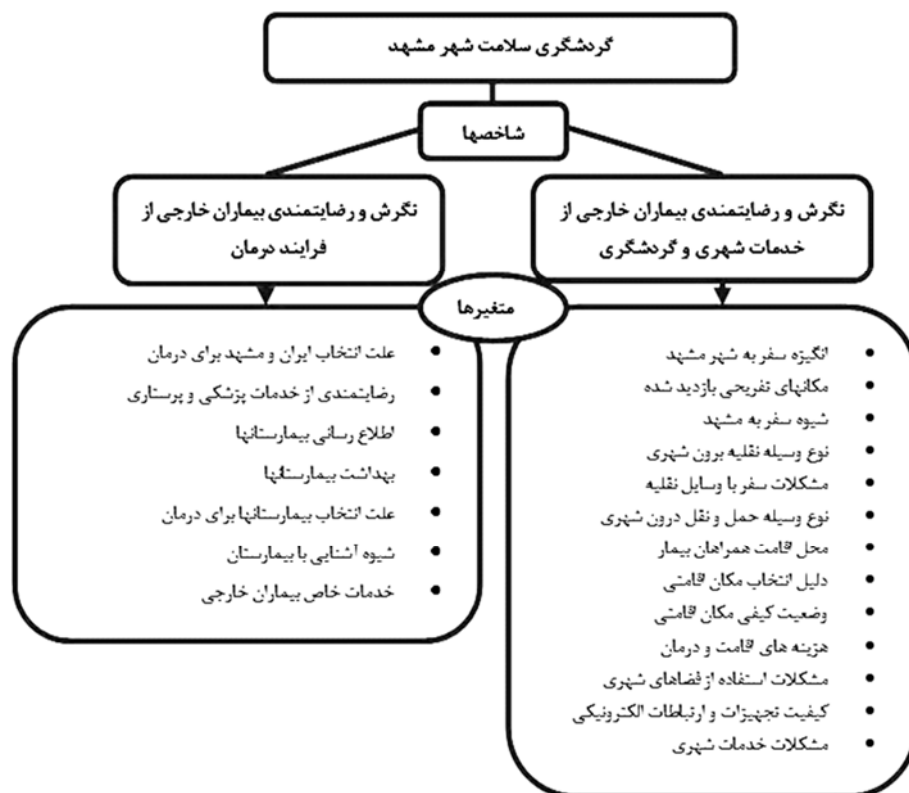 گردشگری سلامت شهر مشهد
شاخصها
نگرش و رضایتمندی بیماران خارجی از
خدمات شهری و گردشگری
نگرش و رضایتمندی بیماران خارجی از
فرایند درمان
متغیرها
انگیزه سفر به شهر مشهد
مکانهای تفریحی بازدید شده
شیوه سفر به مشهد
نوع وسیله نقلیه برون شهری
مشکلات سفر با وسایل نقلیه
نوع وسیله حمل و نقل درون شهری
محل اقامت همراهان بیمار
دلیل انتخاب مکان اقامتی
وضعیت کیفی مکان اقامتی
هزینه های اقامت و درمان
مشکلات استفاده از فضاهای شهری
کیفیت تجهیزات و ارتباطات الکترونیکی
مشکلات خدمات شهری
علت انتخاب ایران و مشهد برای درمان
رضایتمندی از خدمات پزشکی و پرستاری
اطلاع رسانی بیمارستانها
بهداشت بیمارستانها
علت انتخاب بیمارستانها برای درمان
شیوه آشنایی با بیمارستان
خدمات خاص بیماران خارجی